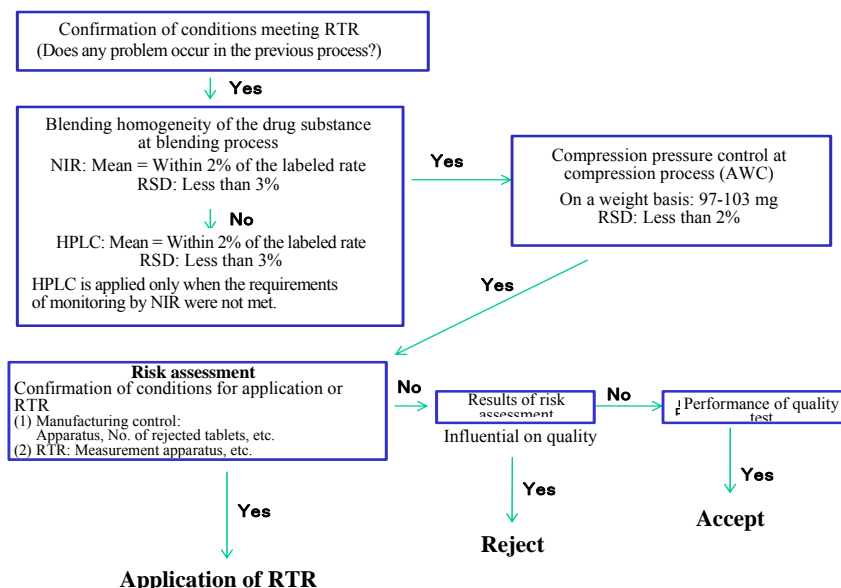 Confirmation of conditions meeting RTR
(Does any problem occur in the previous process?)
Yes
Blending homogeneity of the drug substance
at blending process
NIR: Mean = Within 2% of the labeled rate
RSD: Less than 3%
No
HPLC: Mean = Within 2% of the labeled rate
RSD: Less than 3%
HPLC is applied only when the requirements
of monitoring by NIR were not met.
Yes
Compression pressure control at
compression process (AWC)
On a weight basis: 97-103 mg
RSD: Less than 2%
Yes
Risk assessment
Confirmation of conditions for application or
RTR
(1) Manufacturing control:
Apparatus, No. of rejected tablets, etc.
(2) RTR: Measurement apparatus, etc.
No
Results of risk
assessment
Influential on quality
No
Performance of quality
test
Yes
Application of RTR
Yes
Reject
Yes
Accept